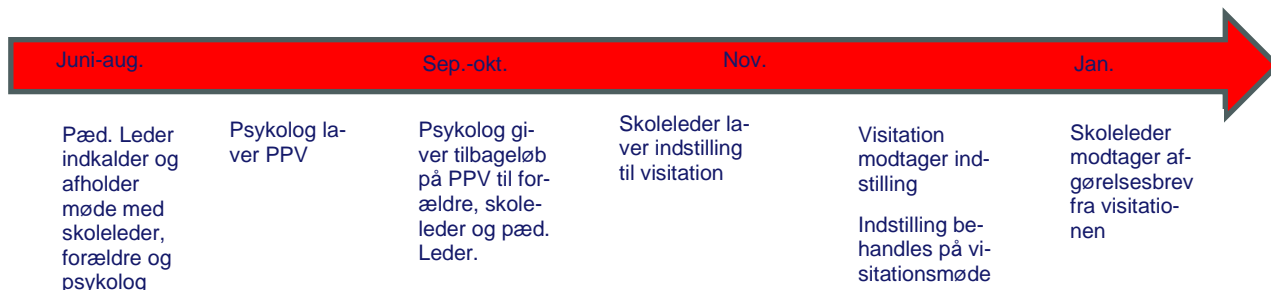 Juni-aug.
Sep.-okt.
Nov.
Jan.
Pæd. Leder
indkalder og
afholder
møde med
skoleleder,
forældre og
psykolog
Psykolog la-
ver PPV
Psykolog gi-
ver tilbageløb
på PPV til for-
ældre, skole-
leder og pæd.
Leder.
Skoleleder la-
ver indstilling
til visitation
Visitation
modtager ind-
stilling
Indstilling be-
handles på vi-
sitationsmøde
Skoleleder
modtager af-
gørelsesbrev
fra visitatio-
nen